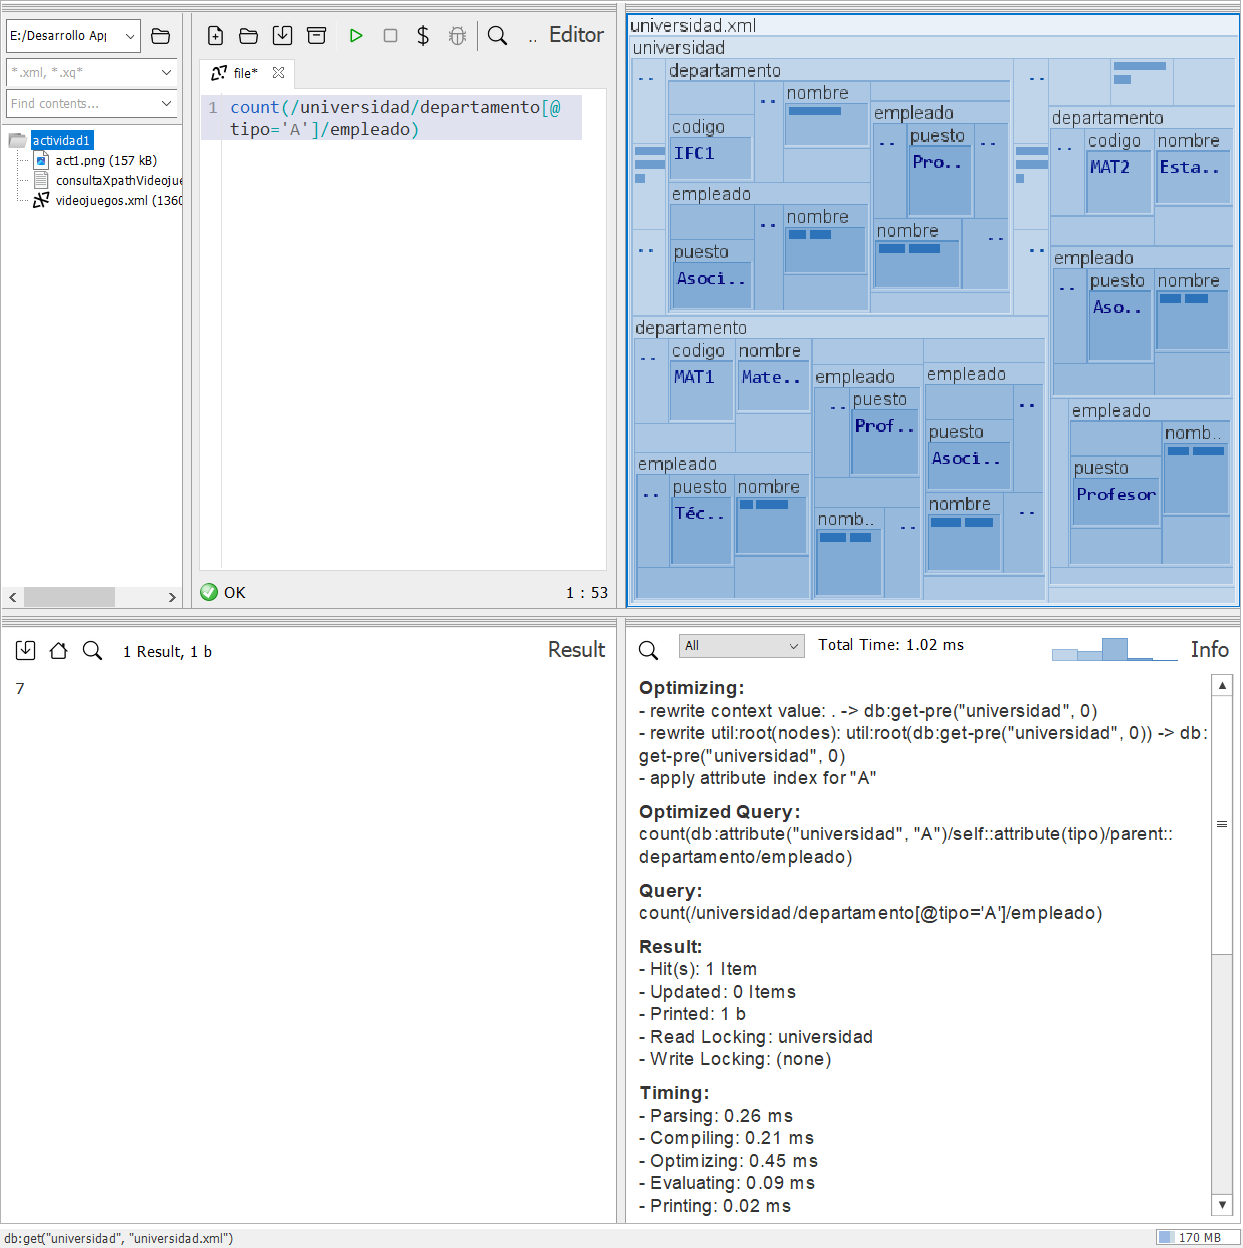 E:/Desarrollo Ap
*.xml, *.xq*
Find contents...
actividad1
act1.png (157 kB)
consultaXpathVideojue
videojuegos.xml (1360
Editor
file*
1 count(/universidad/departamento[@
tipo='A']/empleado)
OK
1 : 53
universidad.xml
universidad
departamento
nombre
codigo
IFC1
empleado
puesto
Pro..
empleado
nombre
puesto
Asoci..
nombre
departamento
codigo
MAT2
nombre
Esta..
empleado
puesto
Aso..
nombre
empleado
nomb..
puesto
Profesor
departamento
codigo
MAT1
nombre
Mate..
empleado
puesto
Prof..
nomb..
empleado
puesto
Asoci..
nombre
empleado
puesto
Téc..
nombre
1 Result, 1 b
Result
7
All
Total Time: 1.02 ms
Info
Optimizing:
- rewrite context value: . -> db:get-pre("universidad", 0)
- rewrite util:root(nodes): util:root(db:get-pre("universidad", 0)) -> db:
get-pre("universidad", 0)
- apply attribute index for "A"
Optimized Query:
count(db:attribute("universidad", "A")/self::attribute(tipo)/parent::
departamento/empleado)
Query:
count(/universidad/departamento[@tipo='A']/empleado)
Result:
- Hit(s): 1 Item
- Updated: 0 Items
- Printed: 1 b
- Read Locking: universidad
- Write Locking: (none)
Timing:
- Parsing: 0.26 ms
- Compiling: 0.21 ms
- Optimizing: 0.45 ms
- Evaluating: 0.09 ms
- Printing: 0.02 ms
db:get("universidad", "universidad.xml")
170 MB